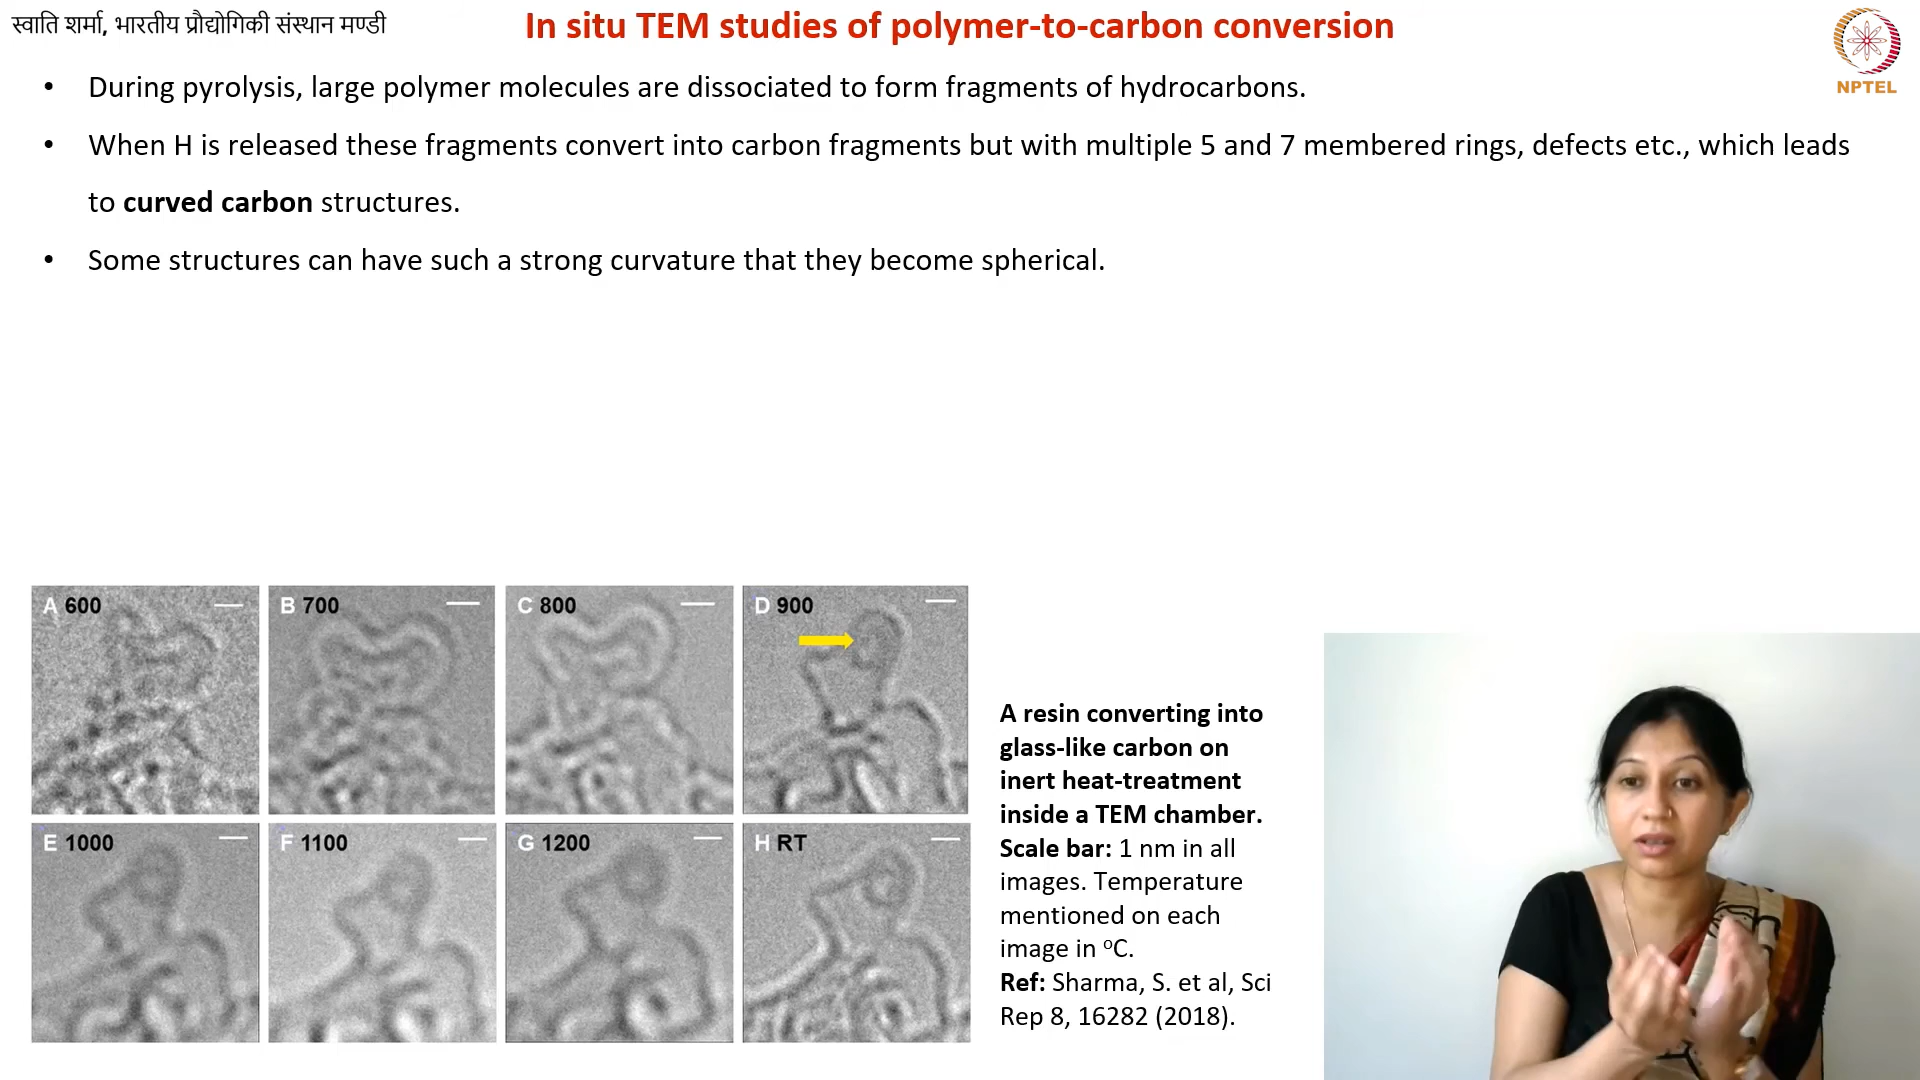 स्वाति शर्मा, भारतीय प्रौद्योगिकी संस्थान मण्डी
In situ TEM studies of polymer-to-carbon conversion
NPTEL
• During pyrolysis, large polymer molecules are dissociated to form fragments of hydrocarbons.
• When H is released these fragments convert into carbon fragments but with multiple 5 and 7 membered rings, defects etc., which leads
to curved carbon structures.
• Some structures can have such a strong curvature that they become spherical.
A 600
B 700
C 800
D 900
E 1000
F 1100
G 1200
H RT
A resin converting into
glass-like carbon on
inert heat-treatment
inside a TEM chamber.
Scale bar: 1 nm in all
images. Temperature
mentioned on each
image in ºC.
Ref: Sharma, S. et al, Sci
Rep 8, 16282 (2018).